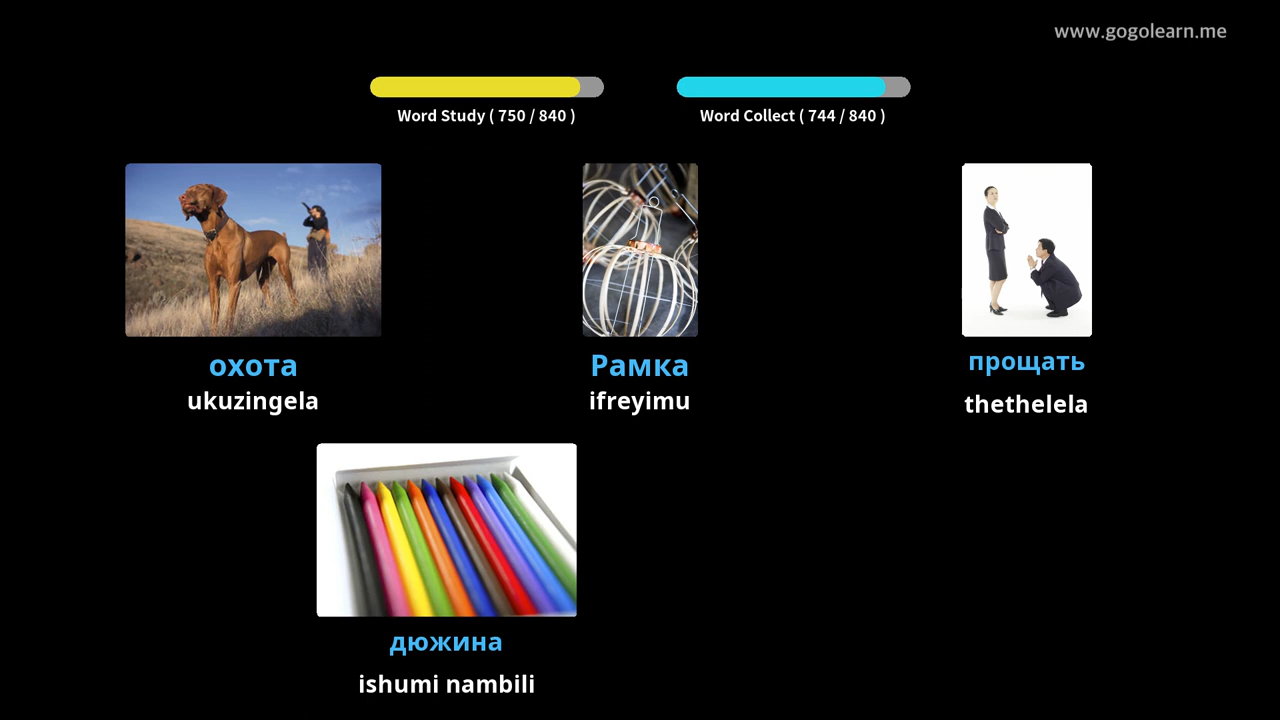 www.gogolearn.me
Word Study ( 750 / 840 )
Word Collect ( 744 / 840 )
охота
ukuzingela
Рамка
ifreyimu
прощать
thethelela
дюжина
ishumi nambili